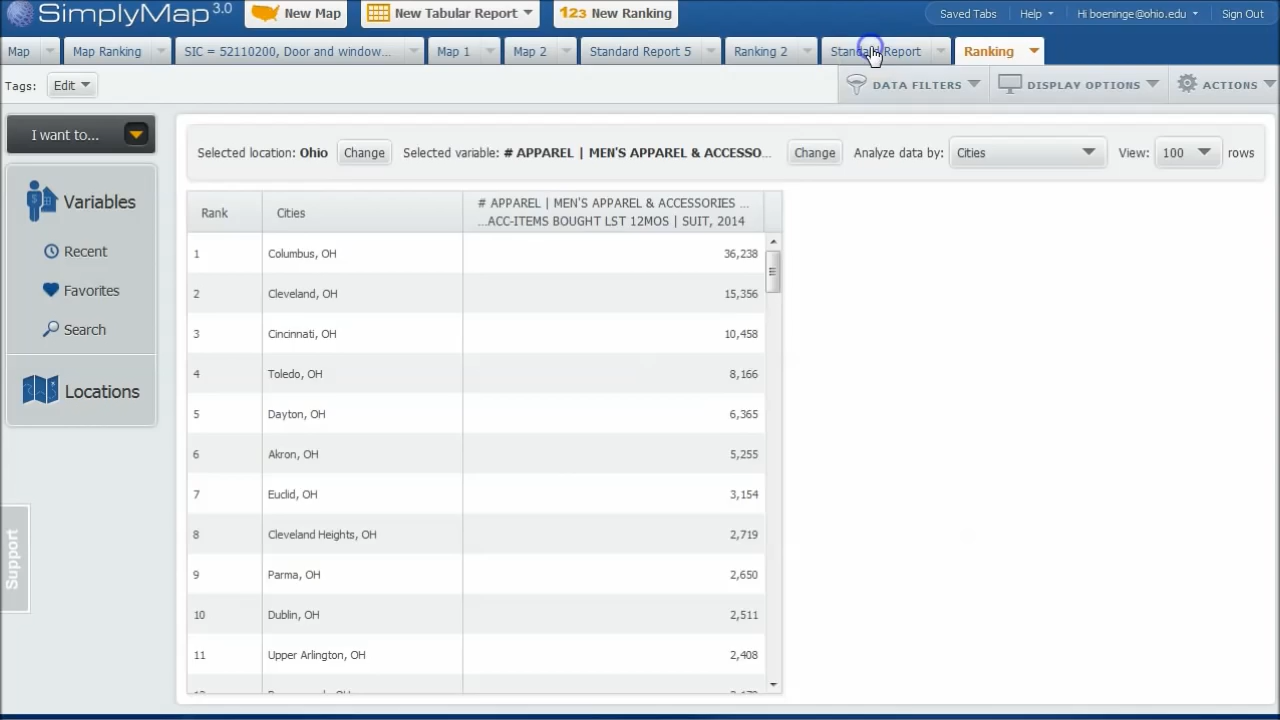 SimplyMap 3.0
New Map
New Tabular Report
123 New Ranking
Saved Tabs
Help
Hi boeninge@ohio.edu
Sign Out
Map
Map Ranking
SIC = 52110200, Door and window...
Map 1
Map 2
Standard Report 5
Ranking 2
Standard Report
Ranking
Tags:
Edit
DATA FILTERS
DISPLAY OPTIONS
ACTIONS
I want to...
Variables
Recent
Favorites
Search
Locations
Support
Selected location: Ohio
Change
Selected variable: # APPAREL | MEN'S APPAREL & ACCESSO...
Change
Analyze data by:
Cities
View:
100
rows
Rank
Cities
# APPAREL | MEN'S APPAREL & ACCESSORIES ...
...ACC-ITEMS BOUGHT LST 12MOS | SUIT, 2014
1 Columbus, OH 36,238
2 Cleveland, OH 15,356
3 Cincinnati, OH 10,458
4 Toledo, OH 8,166
5 Dayton, OH 6,365
6 Akron, OH 5,255
7 Euclid, OH 3,154
8 Cleveland Heights, OH 2,719
9 Parma, OH 2,650
10 Dublin, OH 2,511
11 Upper Arlington, OH 2,408